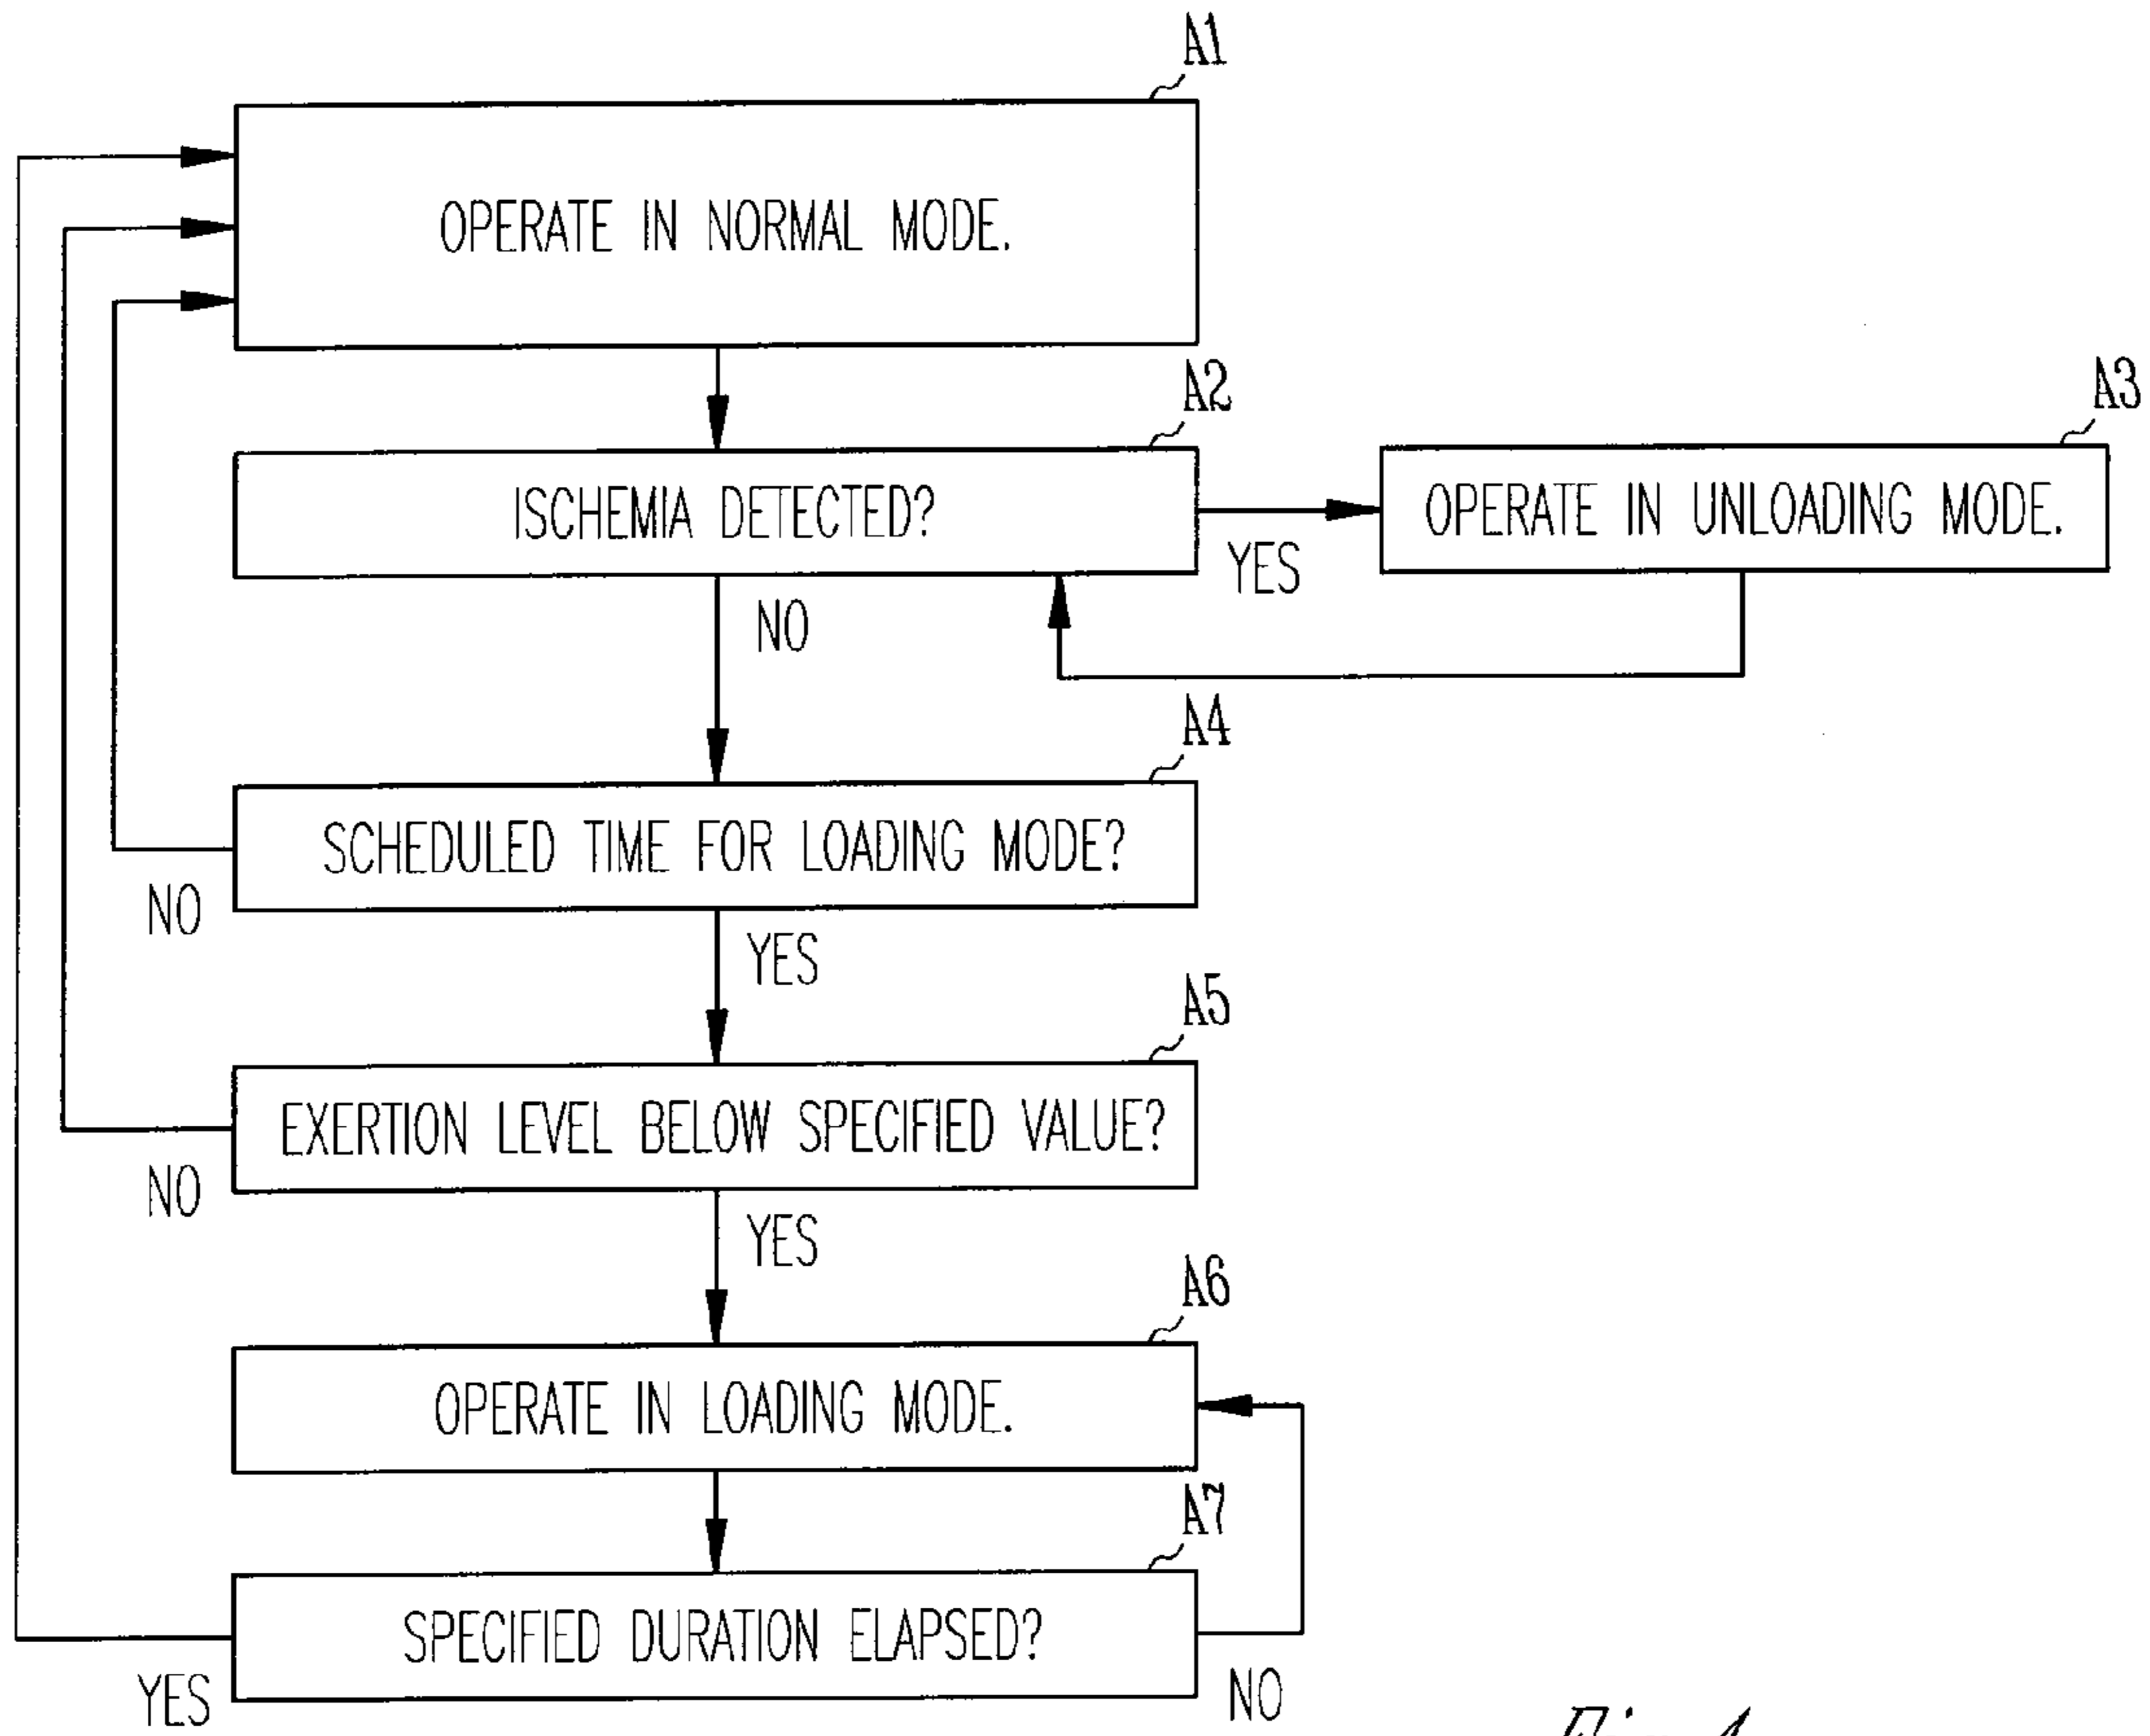 A1
OPERATE IN NORMAL MODE.
A2
ISCHEMIA DETECTED?
YES
A3
OPERATE IN UNLOADING MODE.
NO
A4
SCHEDULED TIME FOR LOADING MODE?
NO
YES
A5
EXERTION LEVEL BELOW SPECIFIED VALUE?
NO
YES
A6
OPERATE IN LOADING MODE.
A7
SPECIFIED DURATION ELAPSED?
YES
NO